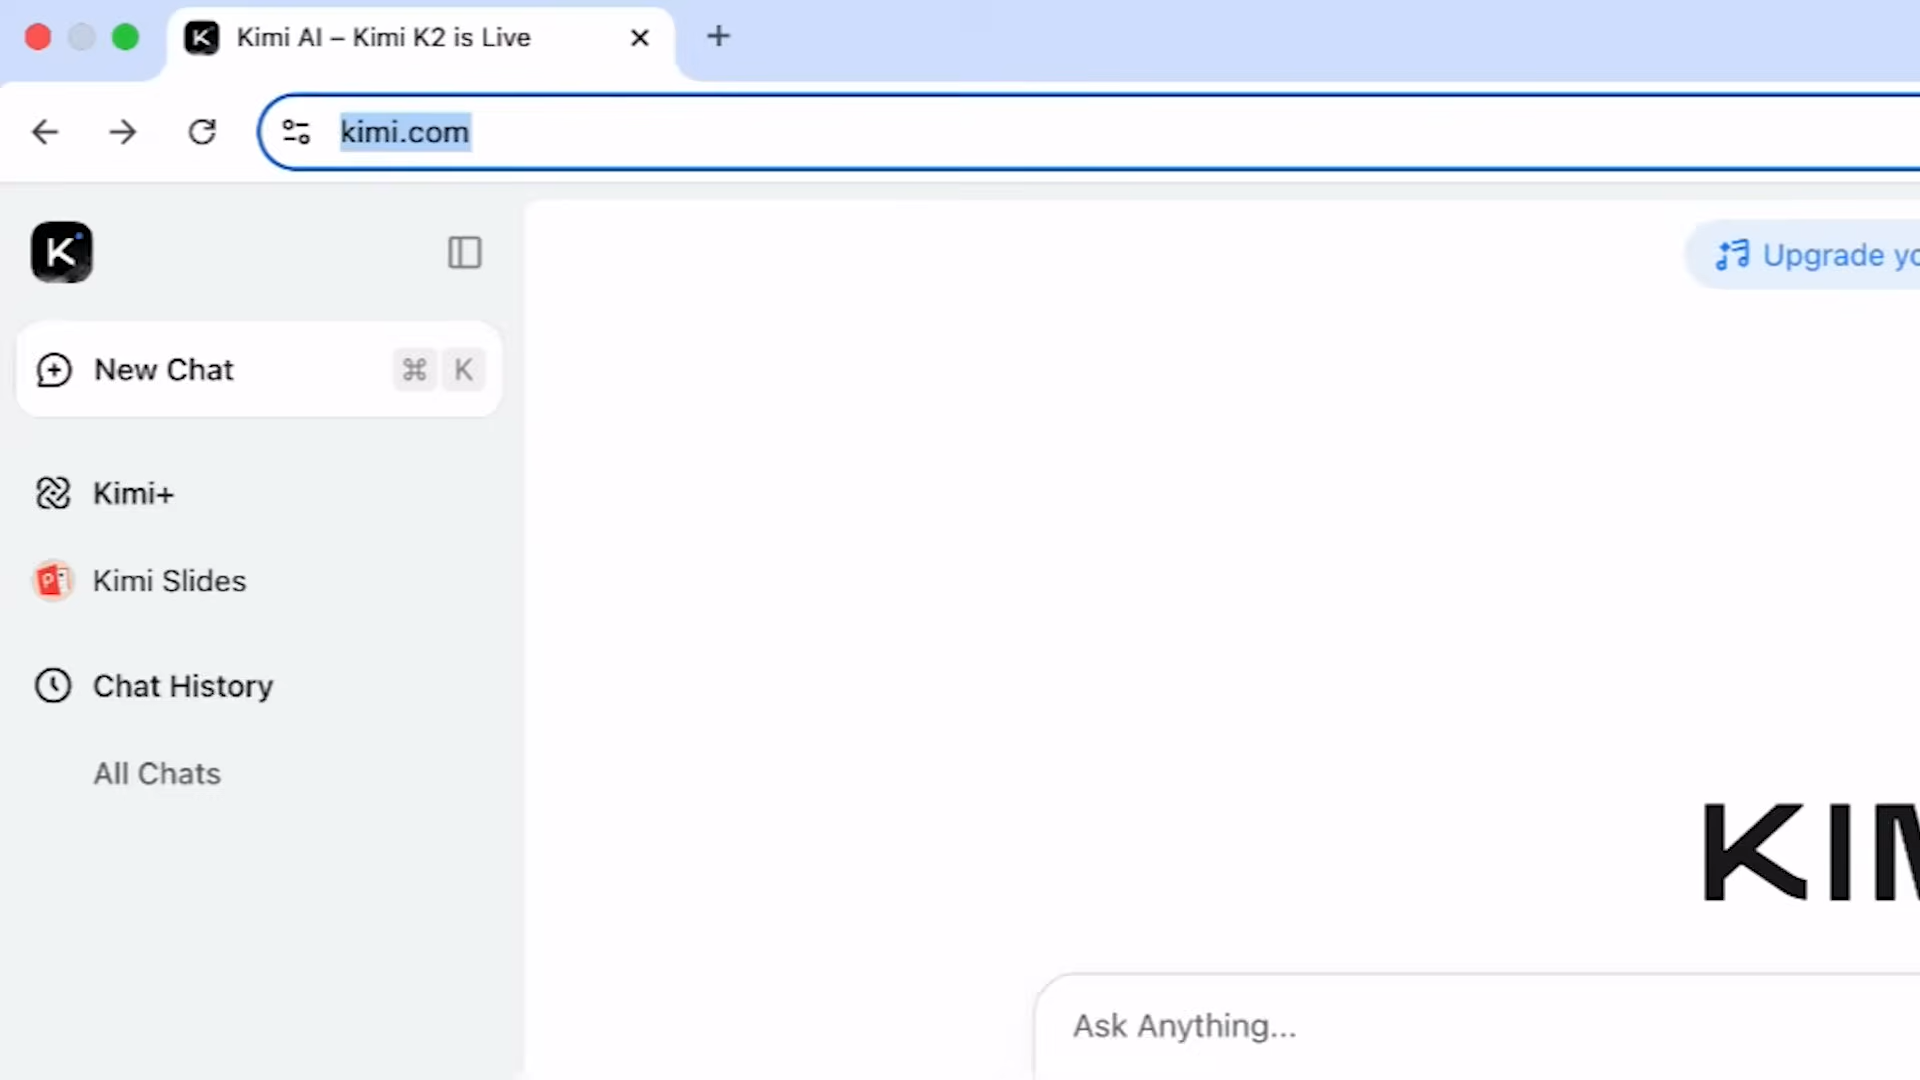 Kimi AI – Kimi K2 is Live
kimi.com
K
Upgrade
New Chat ⌘ K
Kimi+
Kimi Slides
Chat History
All Chats
KI
Ask Anything...